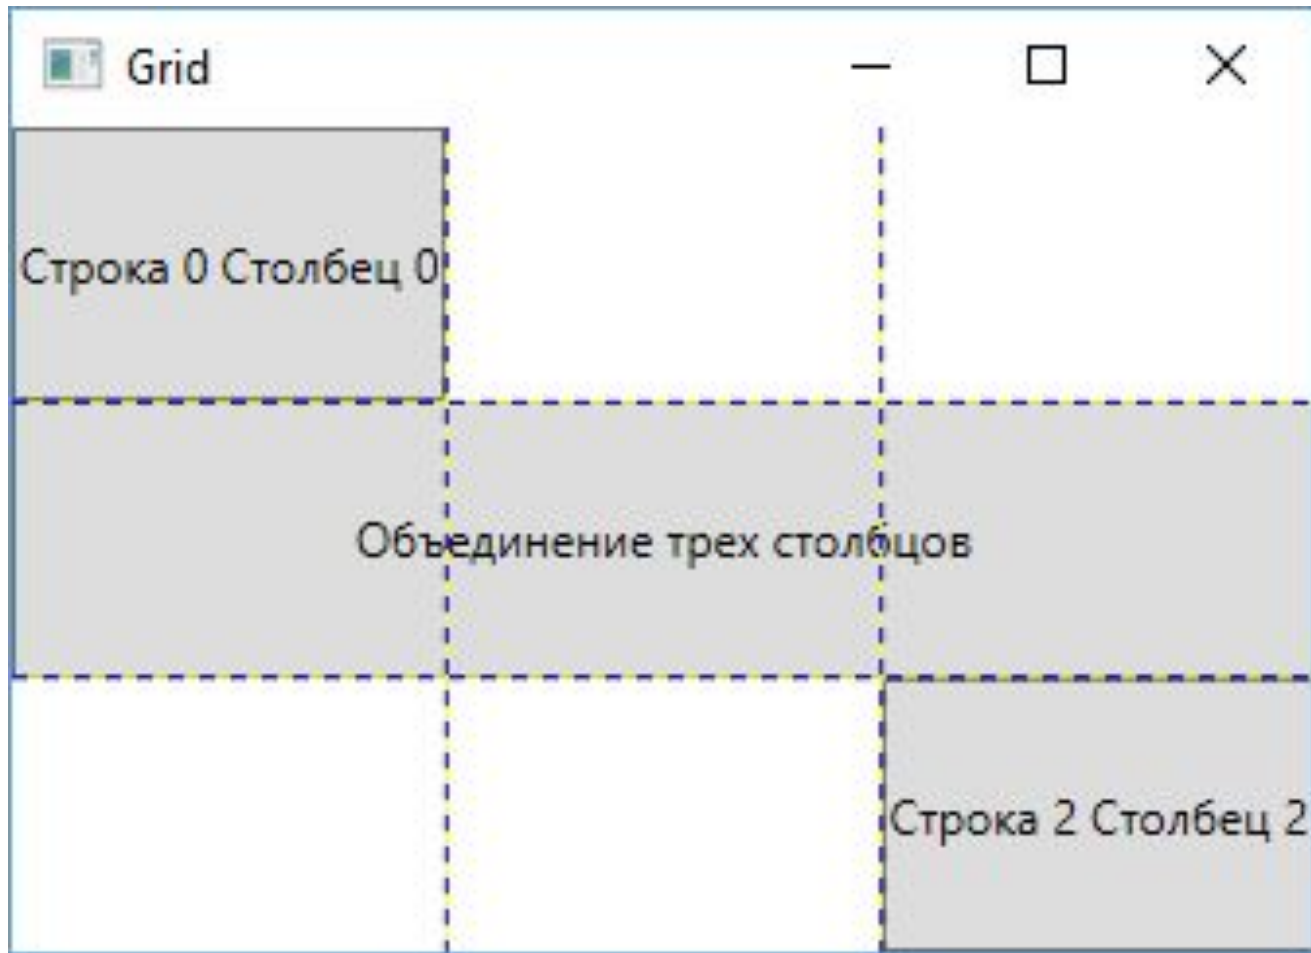 Grid
Строка 0 Столбец 0
Объединение трех столбцов
Строка 2 Столбец 2